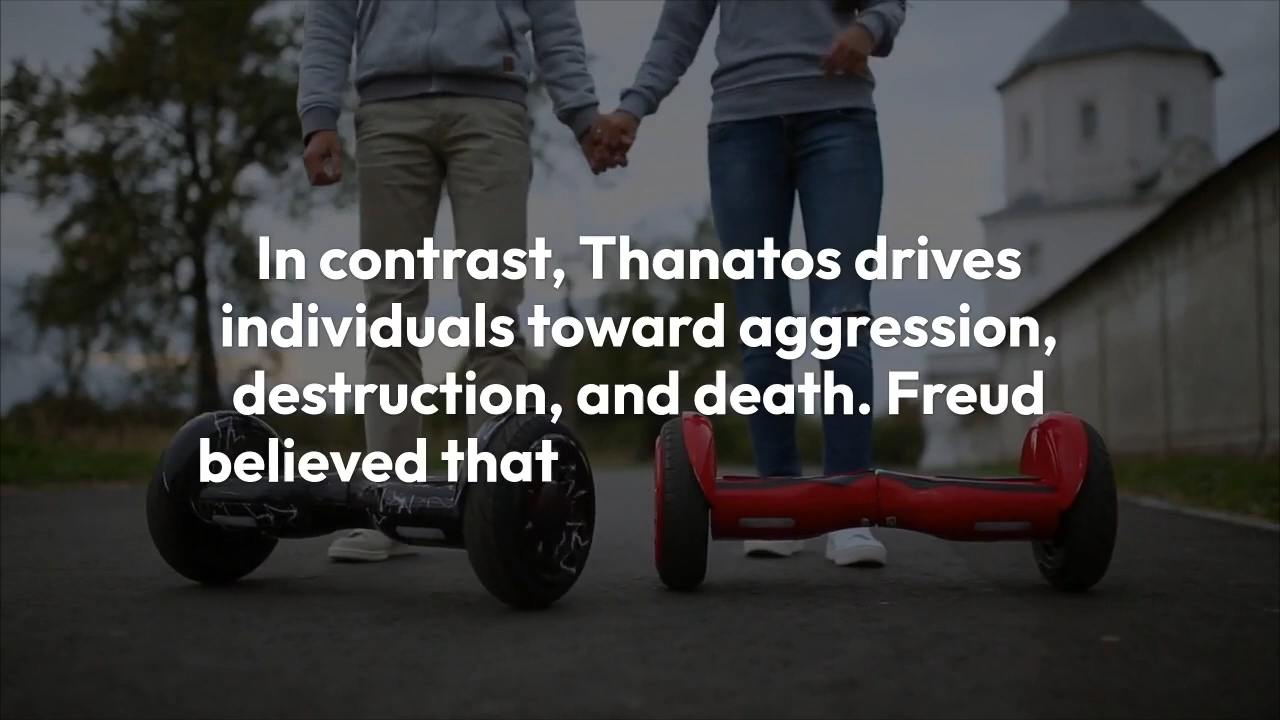 In contrast, Thanatos drives
individuals toward aggression,
destruction, and death. Freud
believed that